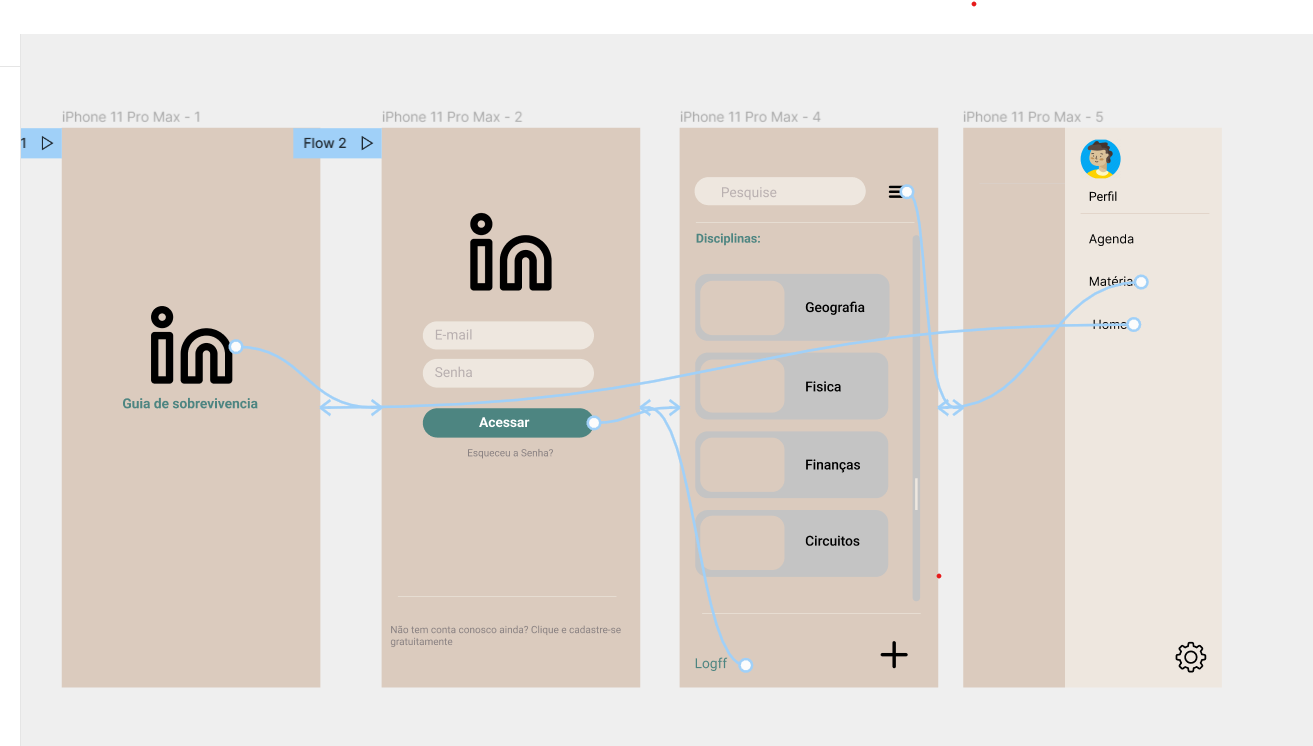 iPhone 11 Pro Max - 1
iPhone 11 Pro Max - 2
iPhone 11 Pro Max - 4
iPhone 11 Pro Max - 5
1
Flow 2
in
Guia de sobrevivencia
in
E-mail
Senha
Acessar
Esqueceu a Senha?
Não tem conta conosco ainda? Clique e cadastre-se
gratuitamente
Pesquise
Disciplinas:
Geografia
Fisica
Finanças
Circuitos
Logff
Perfil
Agenda
Matéria
Home